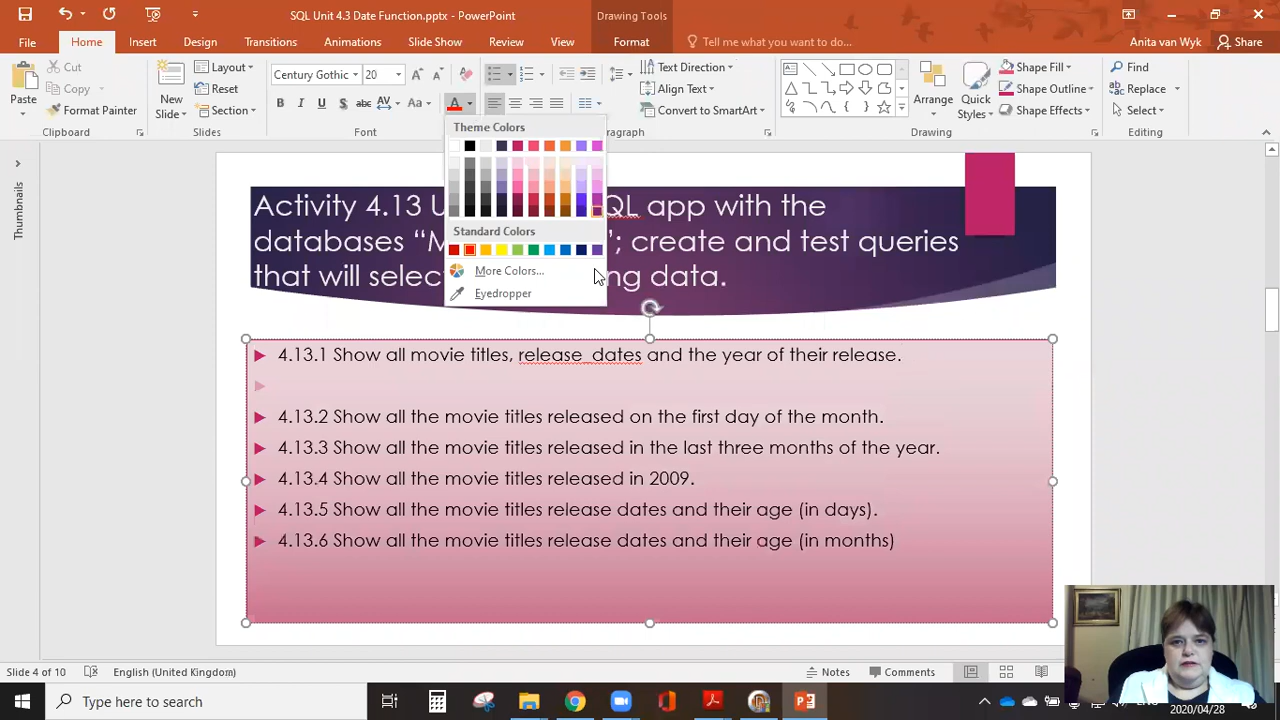 SQL Unit 4.3 Date Function.pptx - PowerPoint
Drawing Tools
File
Home
Insert
Design
Transitions
Animations
Slide Show
Review
View
Format
Tell me what you want to do...
Anita van Wyk
Share
Paste
Cut
Copy
Format Painter
Clipboard
New
Slide
Layout
Reset
Section
Slides
Century Gothic
20
B I U S abc AV Aa A
Font
Text Direction
Align Text
Convert to SmartArt
ragraph
Arrange
Quick
Styles
Shape Fill
Shape Outline
Shape Effects
Drawing
Find
Replace
Select
Editing
Theme Colors
Standard Colors
More Colors...
Eyedropper
Thumbnails
Activity 4.13 U QL app with the
databases “M ”; create and test queries
that will selec ng data.
4.13.1 Show all movie titles, release_dates and the year of their release.
4.13.2 Show all the movie titles released on the first day of the month.
4.13.3 Show all the movie titles released in the last three months of the year.
4.13.4 Show all the movie titles released in 2009.
4.13.5 Show all the movie titles release dates and their age (in days).
4.13.6 Show all the movie titles release dates and their age (in months)
Slide 4 of 10
English (United Kingdom)
Notes
Comments
Type here to search
ENG
2020/04/28